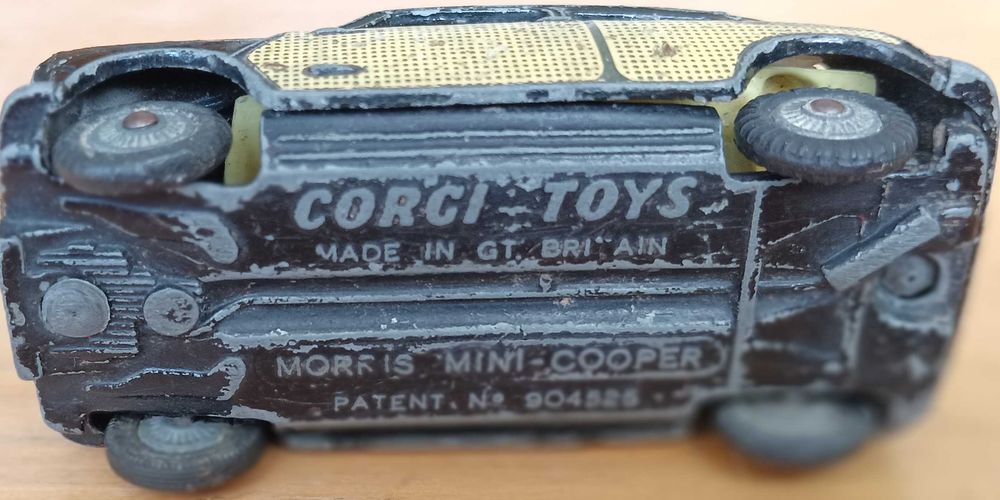 CORGI TOYS
MADE IN GT. BRITAIN
MORRIS MINI-COOPER
PATENT. Nº 904525